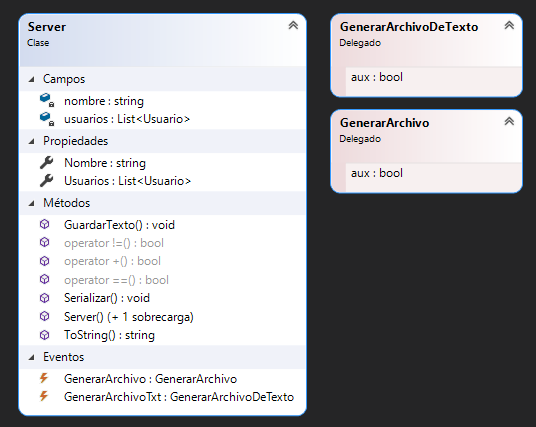 Server
Clase
Campos
nombre : string
usuarios : List<Usuario>
Propiedades
Nombre : string
Usuarios : List<Usuario>
Métodos
GuardarTexto() : void
operator !=() : bool
operator +() : bool
operator ==() : bool
Serializar() : void
Server() (+ 1 sobrecarga)
ToString() : string
Eventos
GenerarArchivo : GenerarArchivo
GenerarArchivoTxt : GenerarArchivoDeTexto
GenerarArchivoDeTexto
Delegado
aux : bool
GenerarArchivo
Delegado
aux : bool